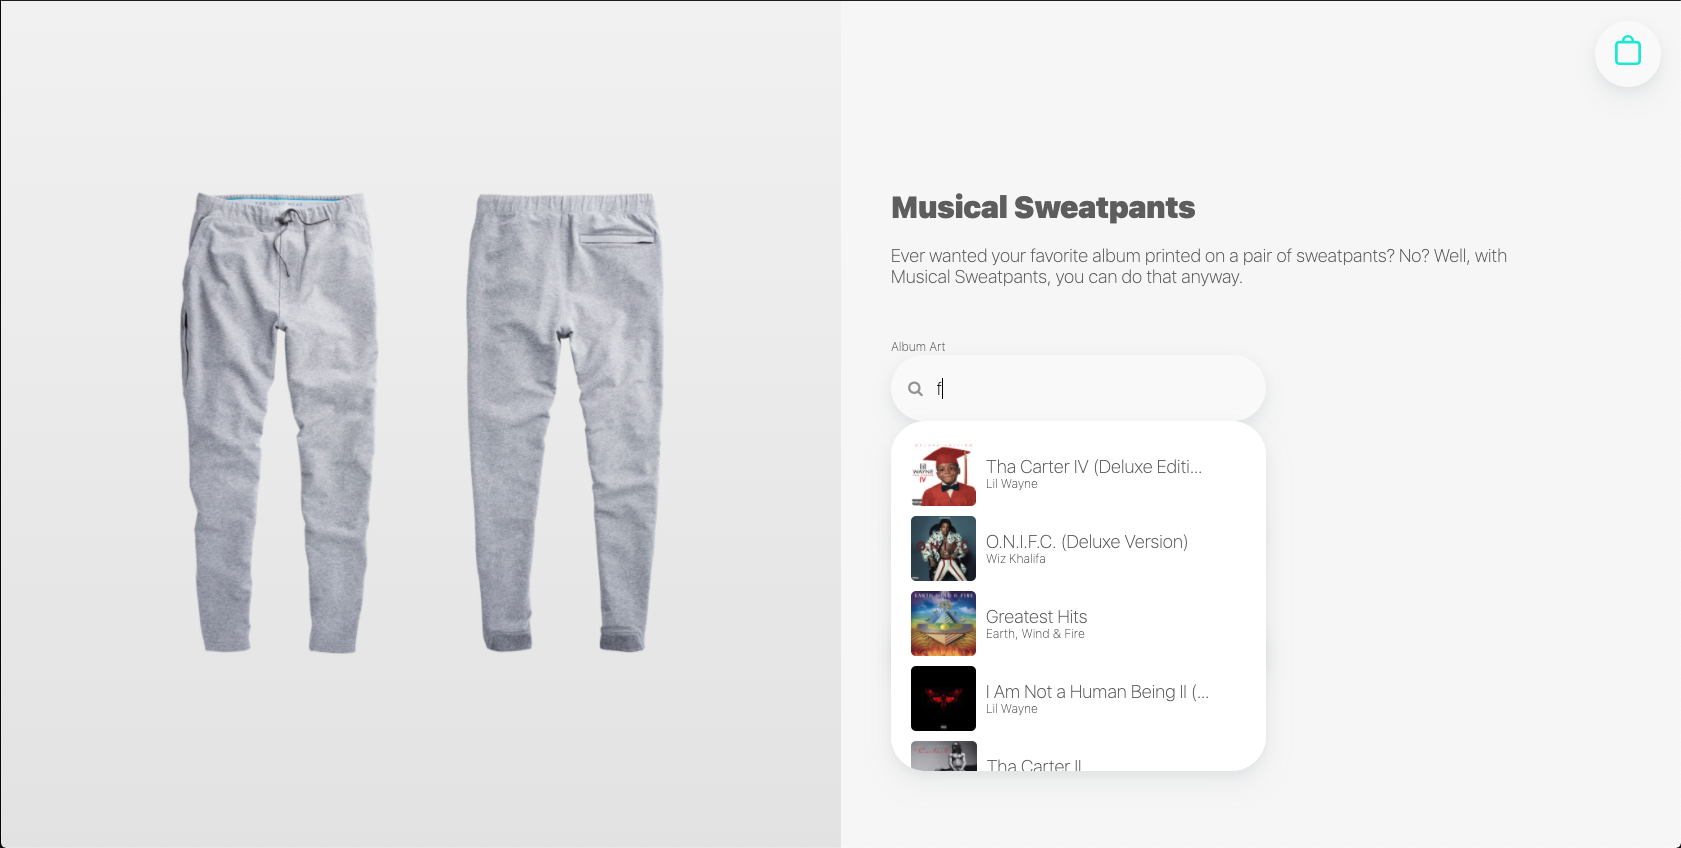 Musical Sweatpants
Ever wanted your favorite album printed on a pair of sweatpants? No? Well, with
Musical Sweatpants, you can do that anyway.
Album Art
f
Tha Carter IV (Deluxe Editi...
Lil Wayne
O.N.I.F.C. (Deluxe Version)
Wiz Khalifa
Greatest Hits
Earth, Wind & Fire
I Am Not a Human Being II (...
Lil Wayne
Tha Carter II